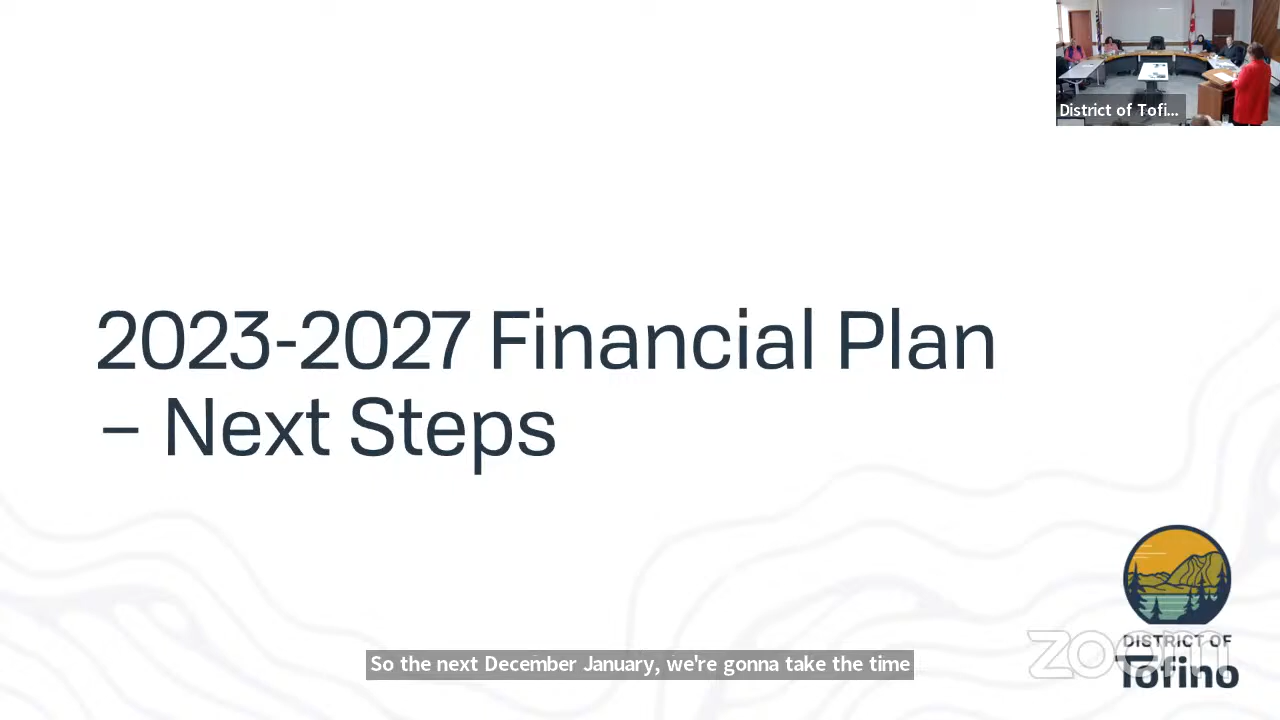 District of Tofi...
2023-2027 Financial Plan
– Next Steps
DISTRICT OF
Tofino
zoom
So the next December January, we're gonna take the time